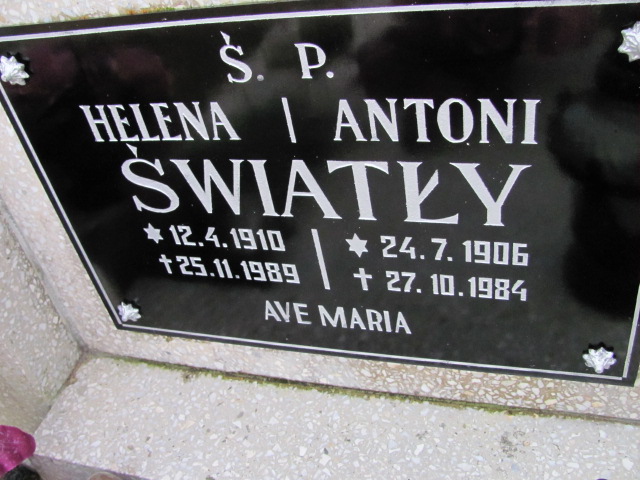 Ś. P.
HELENA | ANTONI
ŚWIATŁY
* 12.4.1910 | * 24.7.1906
† 25.11.1989 | † 27.10.1984
AVE MARIA